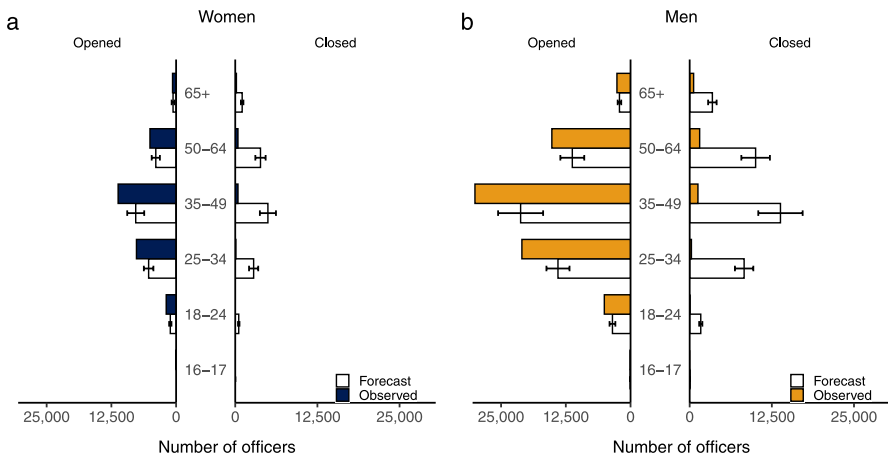 a
Women
Opened
Closed
65+
50–64
35–49
25–34
18–24
16–17
Forecast
Observed
25,000
12,500
0
0
12,500
25,000
Number of officers
b
Men
Opened
Closed
65+
50–64
35–49
25–34
18–24
16–17
Forecast
Observed
25,000
12,500
0
0
12,500
25,000
Number of officers